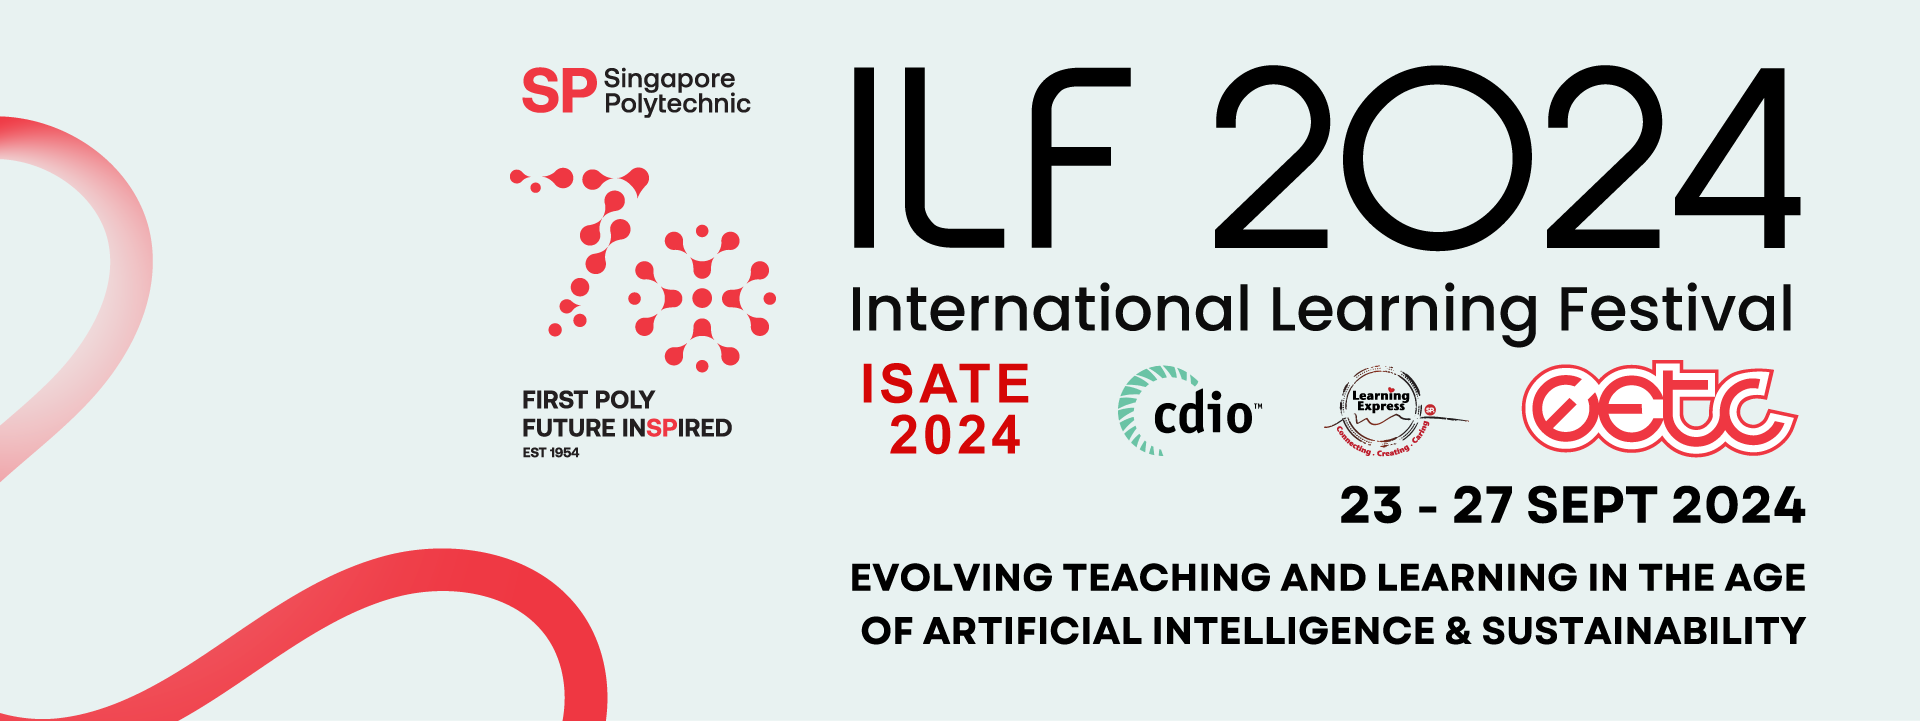 SP Singapore
Polytechnic
70
FIRST POLY
FUTURE INSPIRED
EST 1954
ILF 2024
International Learning Festival
ISATE
2024
cdio™
Learning
Express
SP
Connecting . Creating . Caring
eetc
23 - 27 SEPT 2024
EVOLVING TEACHING AND LEARNING IN THE AGE
OF ARTIFICIAL INTELLIGENCE & SUSTAINABILITY